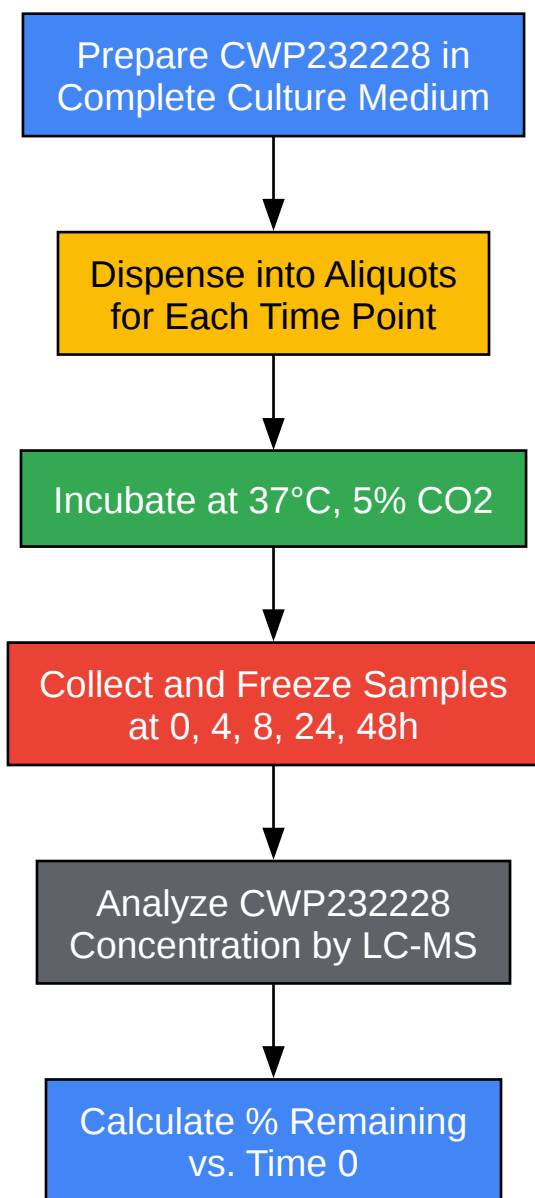 Prepare CWP232228 in
Complete Culture Medium
Dispense into Aliquots
for Each Time Point
Incubate at 37°C, 5% CO2
Collect and Freeze Samples
at 0, 4, 8, 24, 48h
Analyze CWP232228
Concentration by LC-MS
Calculate % Remaining
vs. Time 0